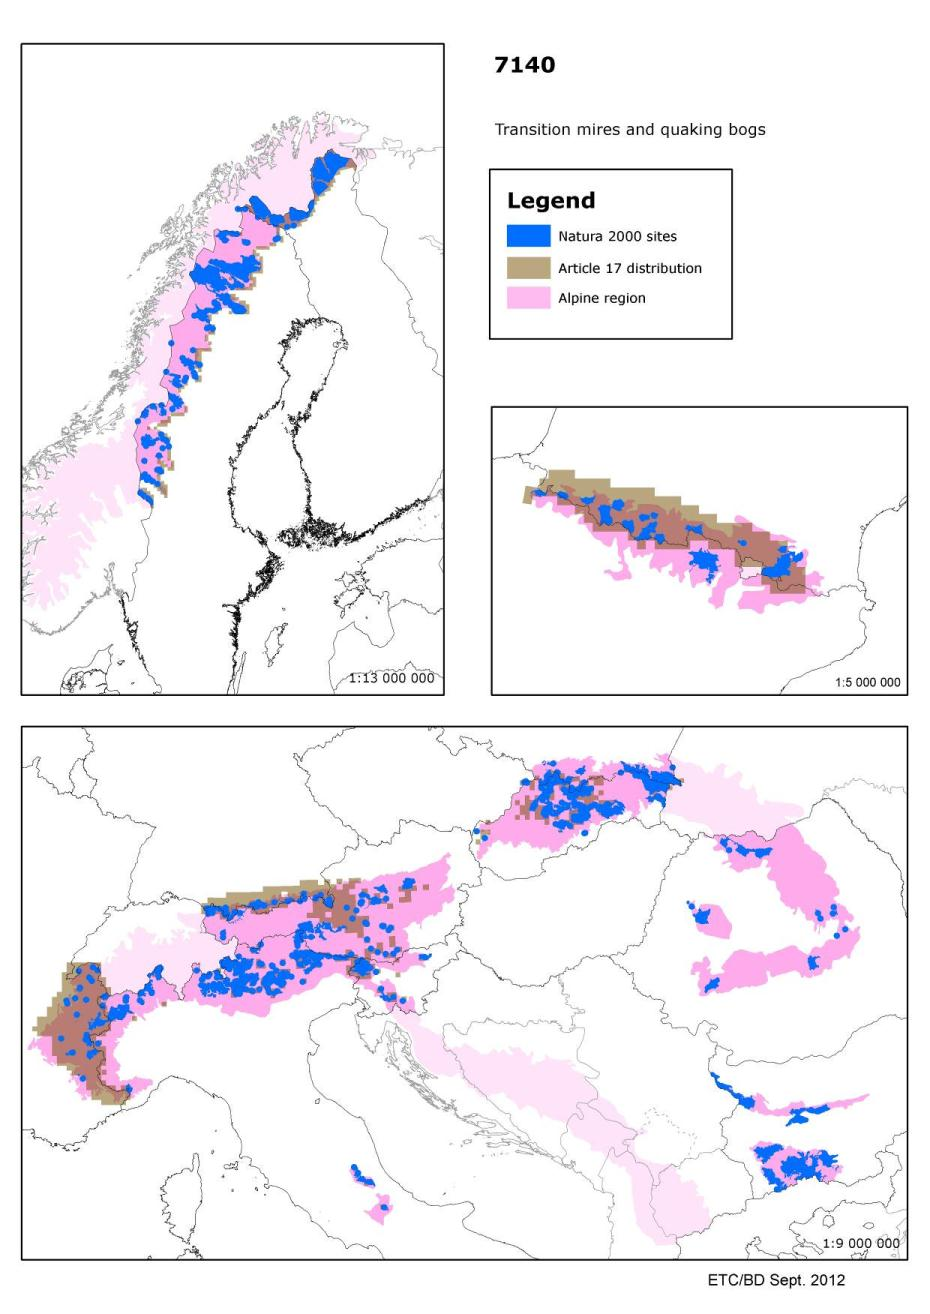 7140
Transition mires and quaking bogs
Legend
Natura 2000 sites
Article 17 distribution
Alpine region
1:13 000 000
1:5 000 000
1:9 000 000
ETC/BD Sept. 2012